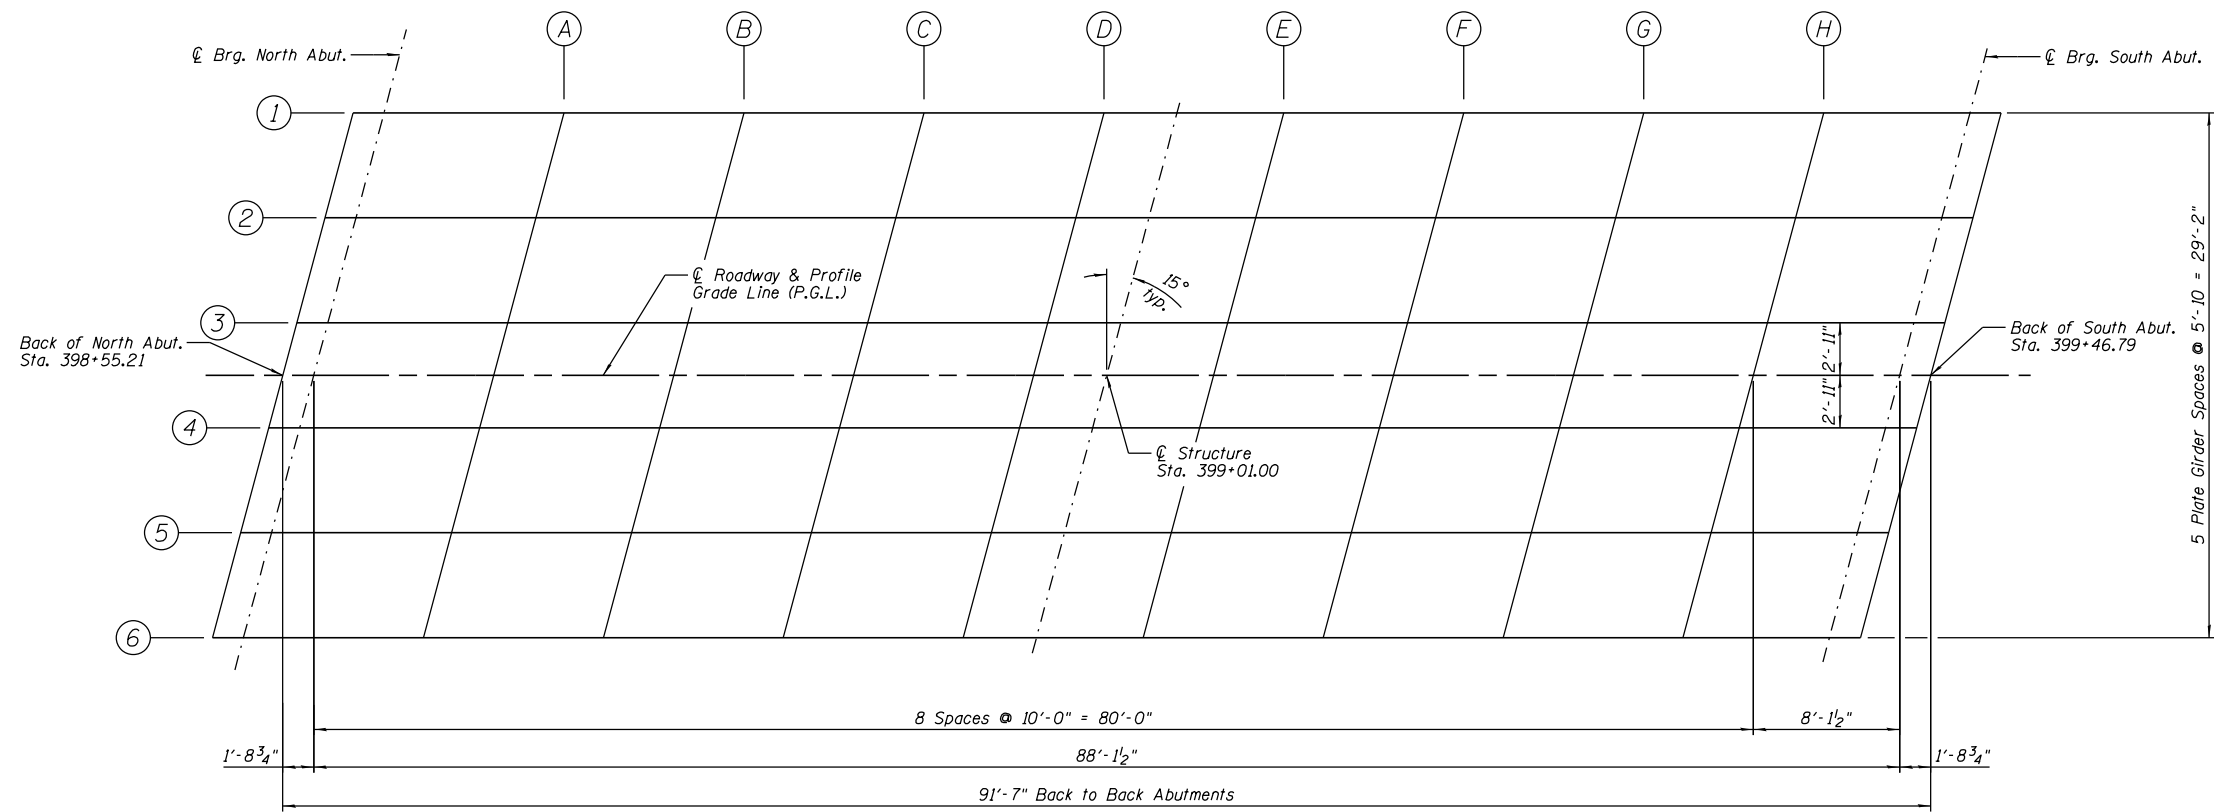 A B C D E F G H
℄ Brg. North Abut.
℄ Brg. South Abut.
1
2
3
4
5
6
℄ Roadway & Profile
Grade Line (P.G.L.)
15°
typ.
Back of North Abut.
Sta. 398+55.21
Back of South Abut.
Sta. 399+46.79
2'-11"
2'-11"
℄ Structure
Sta. 399+01.00
5 Plate Girder Spaces @ 5'-10 = 29'-2"
8 Spaces @ 10'-0" = 80'-0"
8'-1½"
1'-8¾"
88'-1½"
1'-8¾"
91'-7" Back to Back Abutments